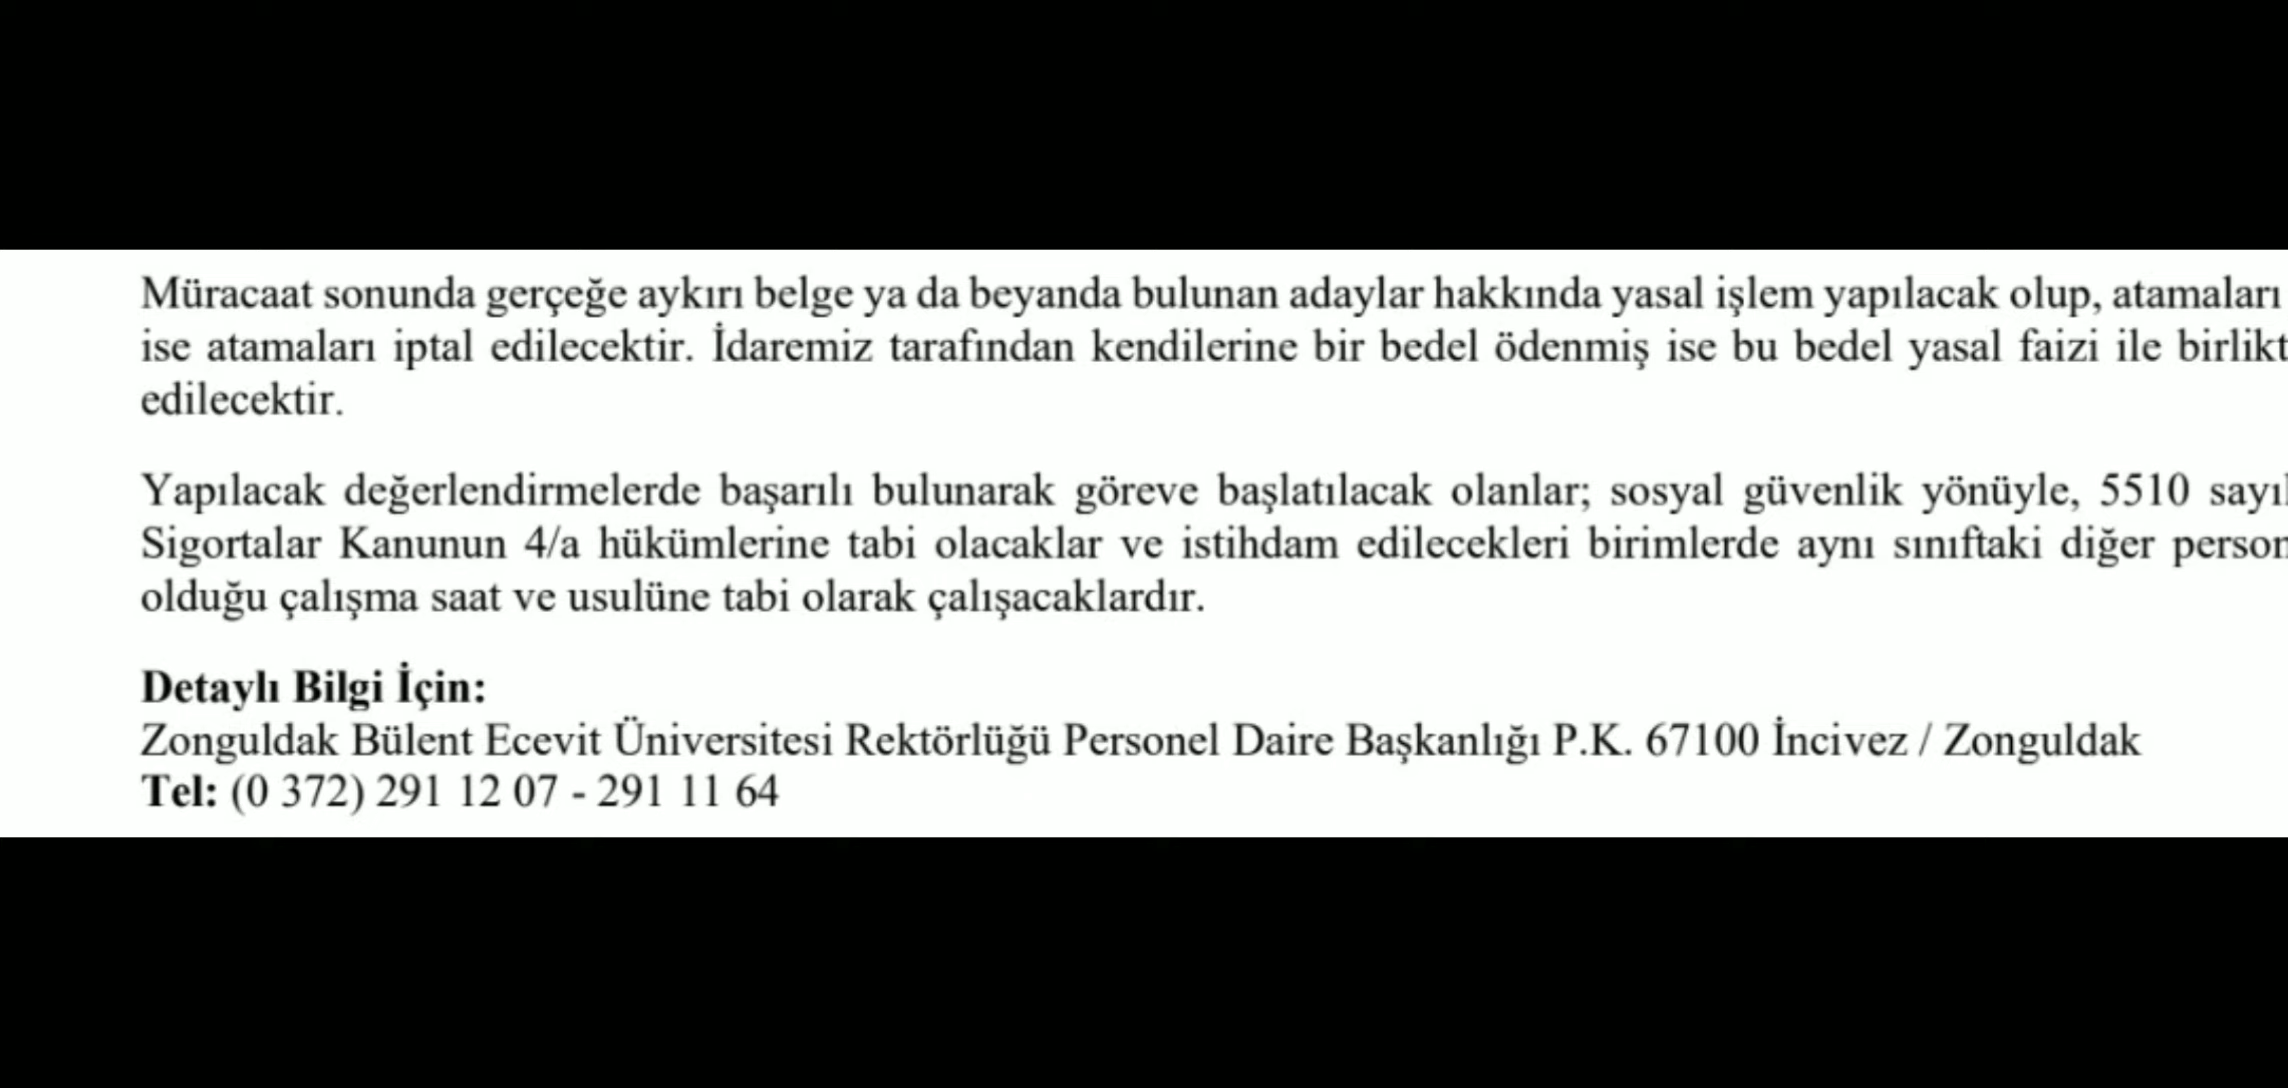 Müracaat sonunda gerçeğe aykırı belge ya da beyanda bulunan adaylar hakkında yasal işlem yapılacak olup, atamaları
ise atamaları iptal edilecektir. İdaremiz tarafından kendilerine bir bedel ödenmiş ise bu bedel yasal faizi ile
edilecektir.
Yapılacak değerlendirmelerde başarılı bulunarak göreve başlatılacak olanlar; sosyal güvenlik yönüyle, 5510
Sigortalar Kanunun 4/a hükümlerine tabi olacaklar ve istihdam edilecekleri birimlerde aynı sınıftaki diğer
olduğu çalışma saat ve usulüne tabi olarak çalışacaklardır.
Detaylı Bilgi İçin:
Zonguldak Bülent Ecevit Üniversitesi Rektörlüğü Personel Daire Başkanlığı P.K. 67100 İncivez / Zonguldak
Tel: (0 372) 291 12 07 - 291 11 64